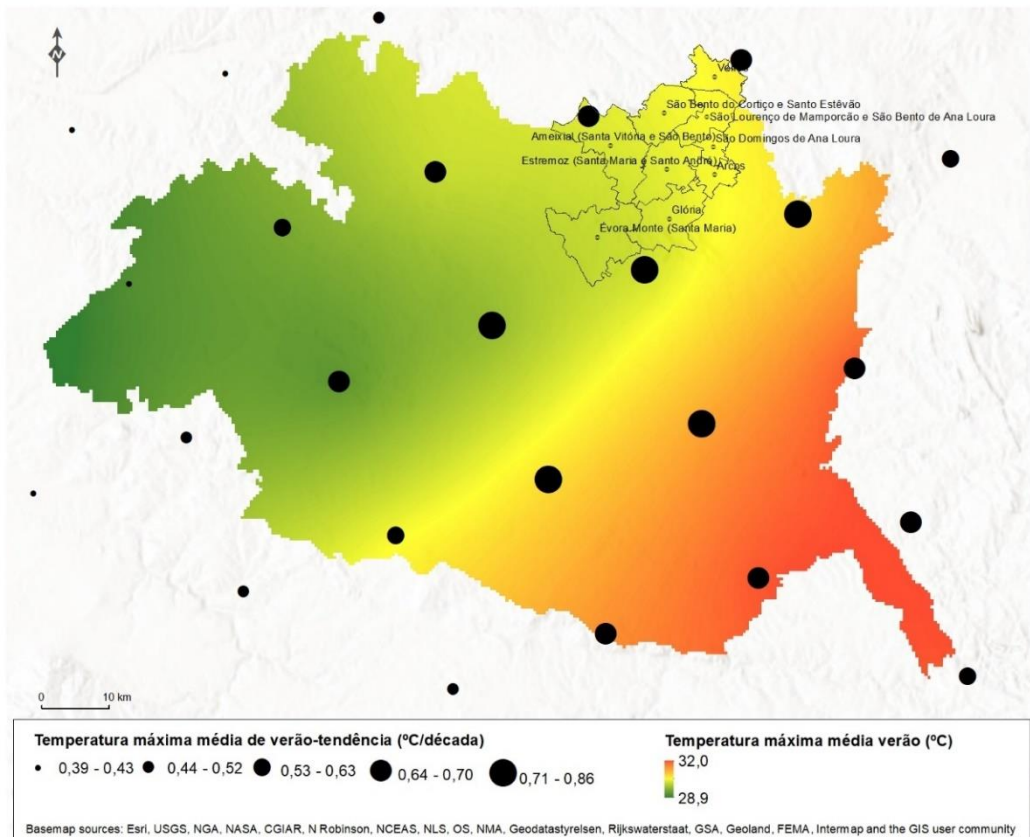 N
Veiros
São Bento do Cortiço e Santo Estêvão
São Lourenço de Mamporcão e São Bento de Ana Loura
Ameixial (Santa Vitória e São Bento)
São Domingos de Ana Loura
Estremoz (Santa Maria e Santo André)
Arcos
Glória
Évora Monte (Santa Maria)
0 10 km
Temperatura máxima média de verão-tendência (ºC/década)
0,39 - 0,43 0,44 - 0,52 0,53 - 0,63 0,64 - 0,70 0,71 - 0,86
Temperatura máxima média verão (ºC)
32,0
28,9
Basemap sources: Esri, USGS, NGA, NASA, CGIAR, N Robinson, NCEAS, NLS, OS, NMA, Geodatastyrelsen, Rijkswaterstaat, GSA, Geoland, FEMA, Intermap and the GIS user community